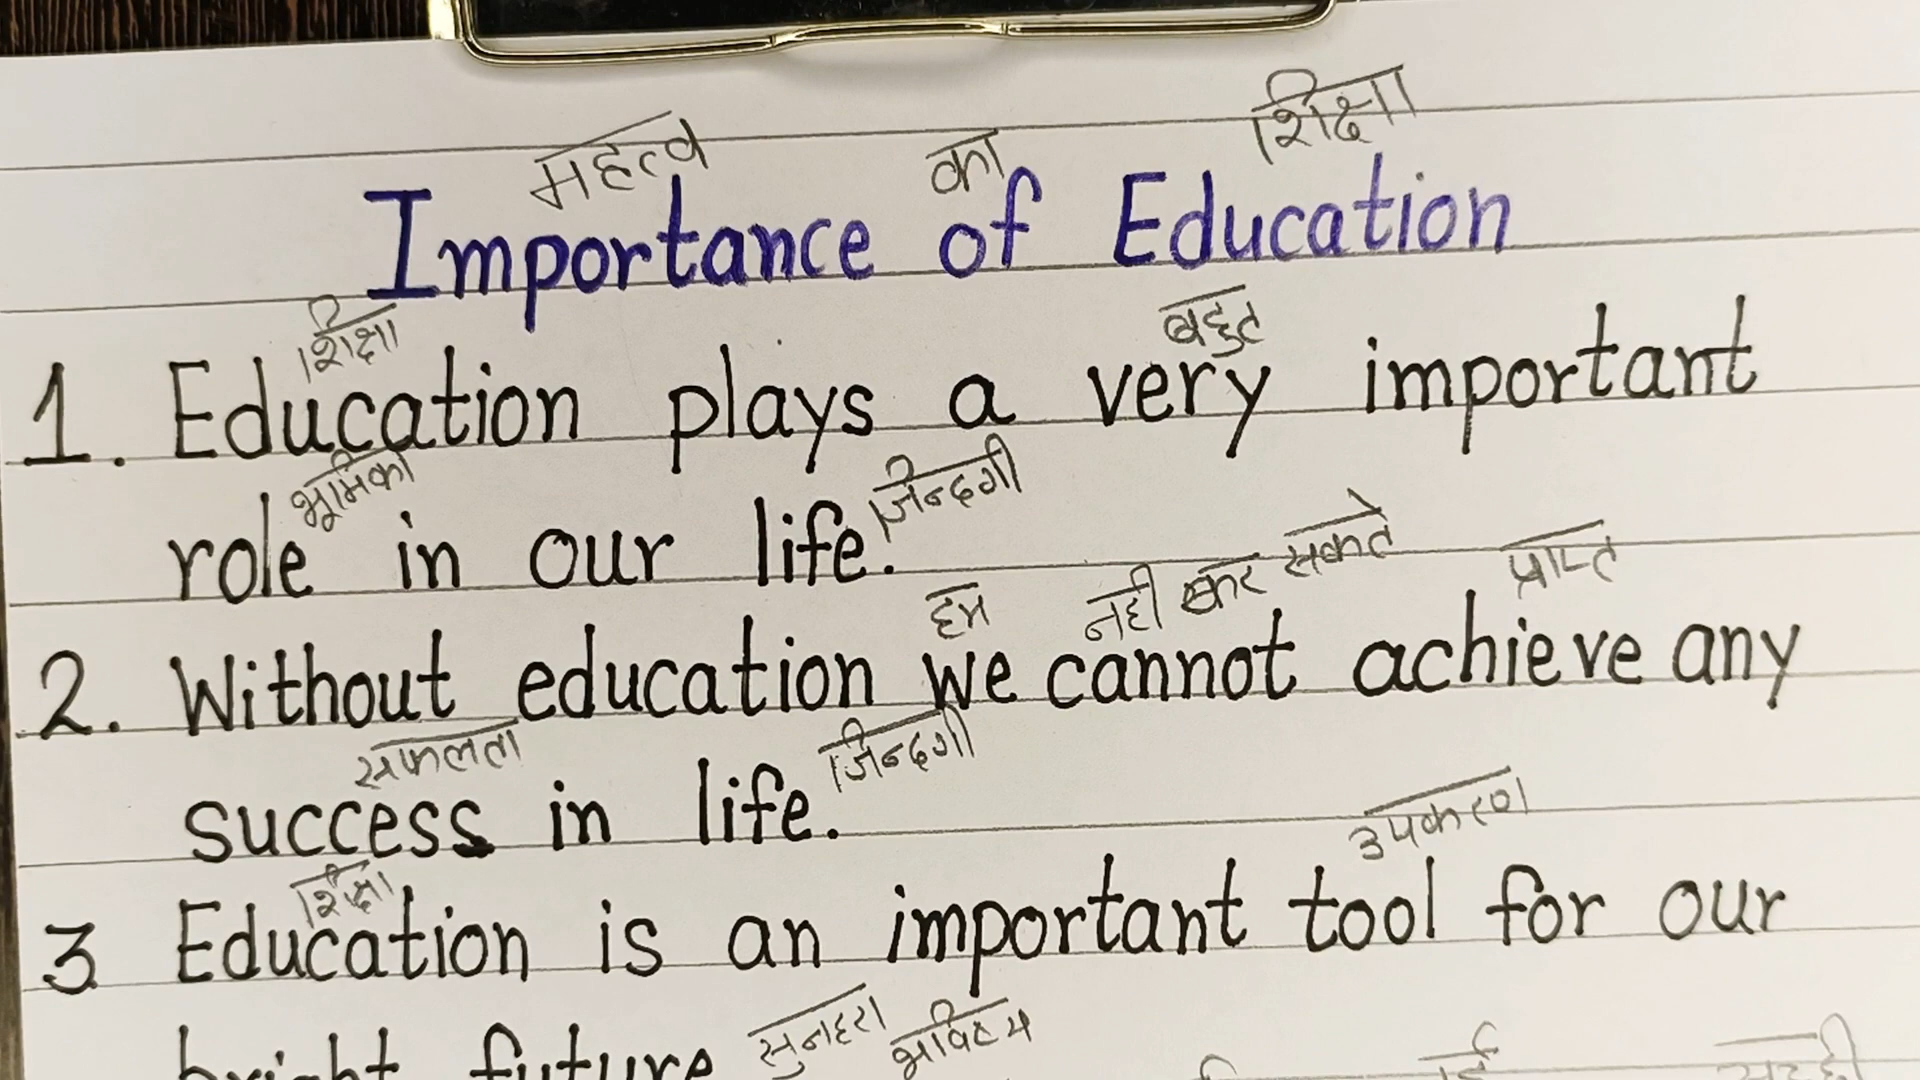 महत्व का शिक्षा
Importance of Education
शिक्षा बहुत
1. Education plays a very important
भूमिका जिन्दगी
role in our life.
हम नही कर सकते प्राप्त
2. Without education we cannot achieve any
सफलता जिन्दगी
success in life.
उपकरण
शिक्षा
3 Education is an important tool for our
सुनहरा भविष्य
bright future